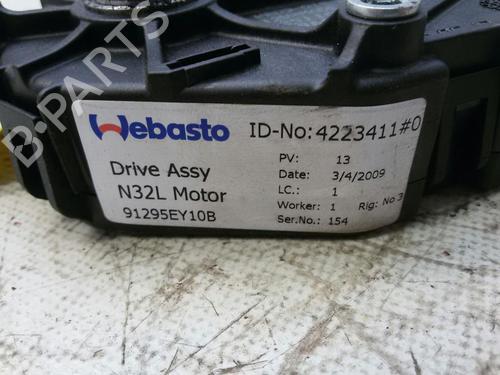 B-PARTS
Webasto
ID-No:4223411#0
Drive Assy
N32L Motor
91295EY10B
PV: 13
Date: 3/4/2009
LC.: 1
Worker: 1 Rig: No 3
Ser.No.: 154